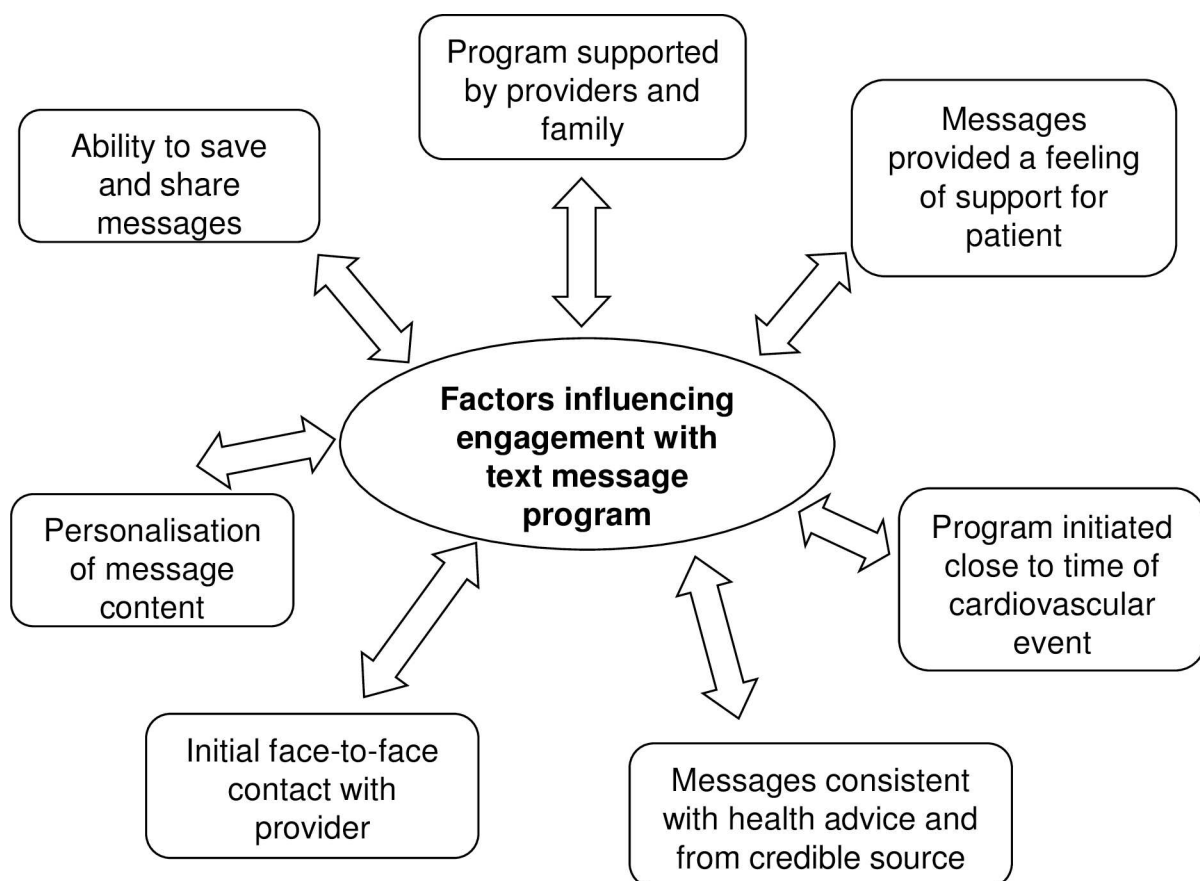 Program supported
by providers and
family
Ability to save
and share
messages
Messages
provided a feeling
of support for
patient
Factors influencing
engagement with
text message
program
Personalisation
of message
content
Program initiated
close to time of
cardiovascular
event
Initial face-to-face
contact with
provider
Messages consistent
with health advice and
from credible source